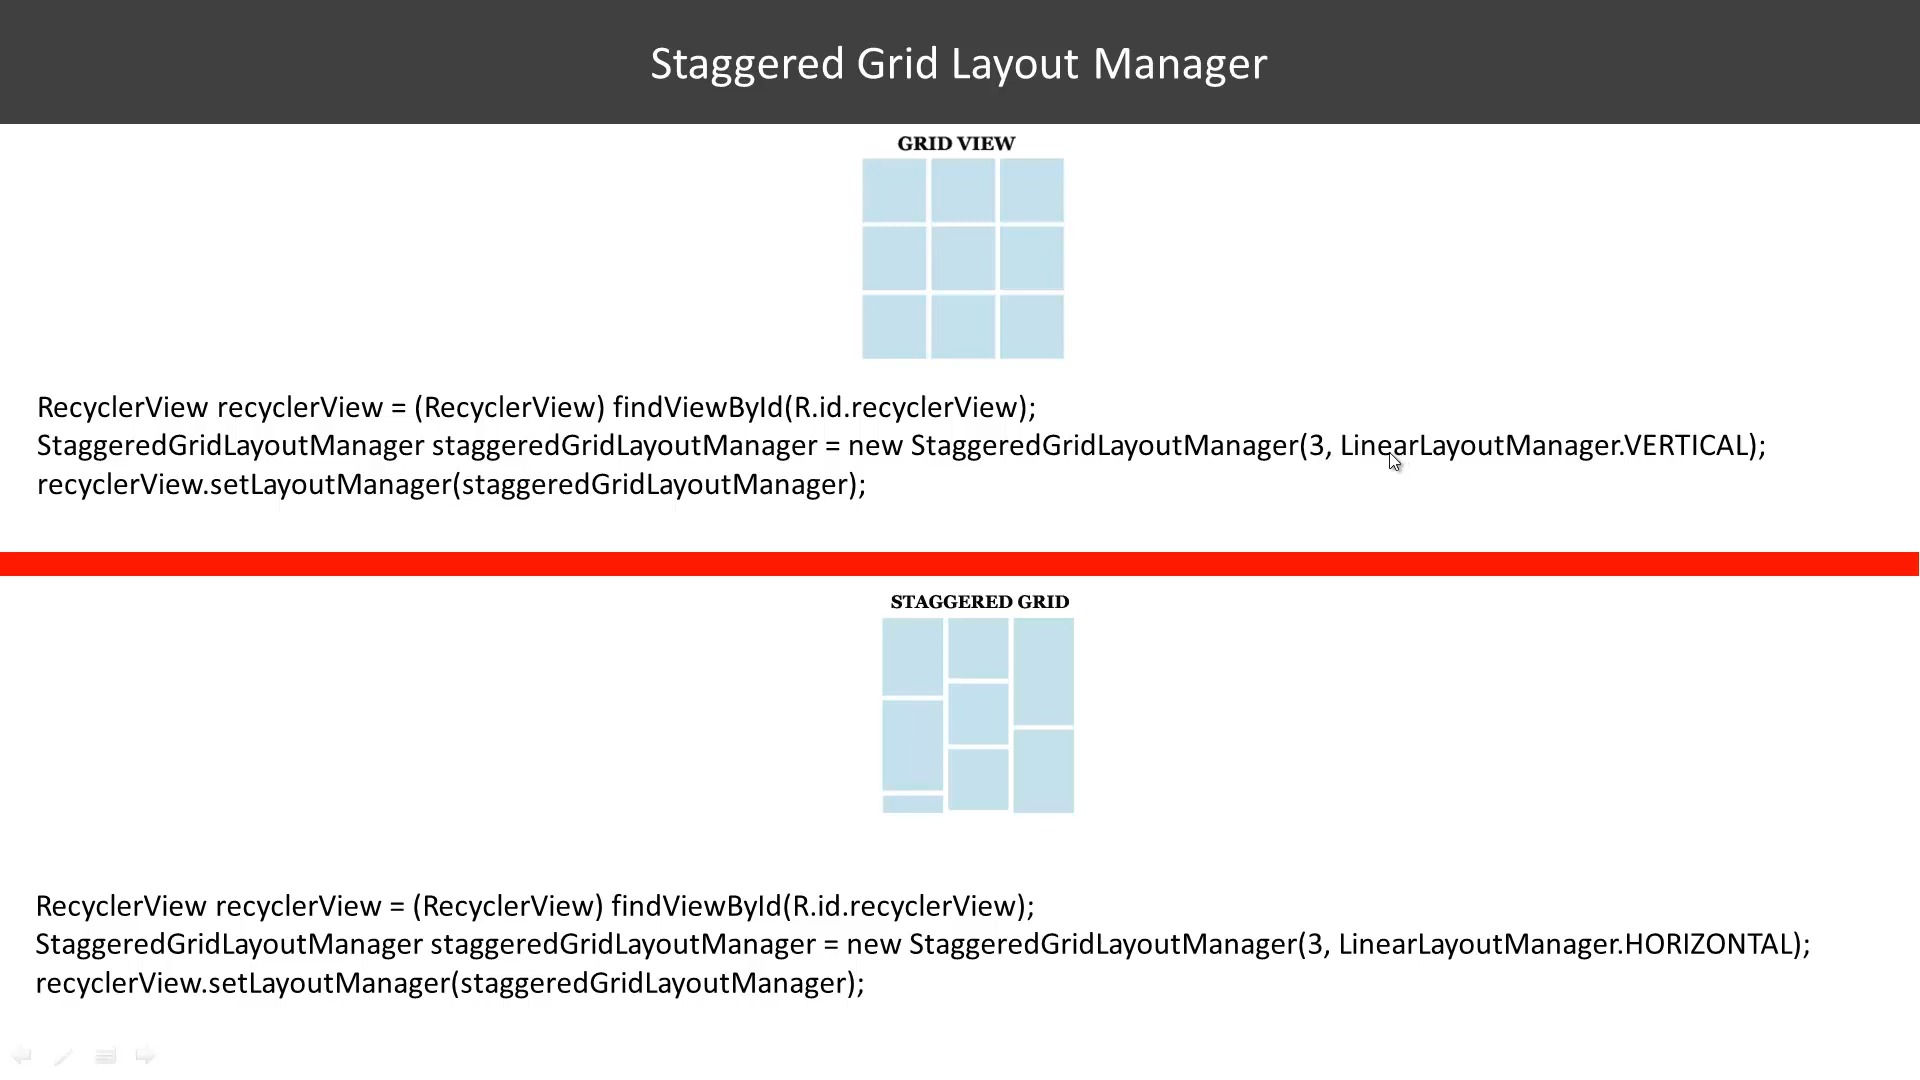 Staggered Grid Layout Manager
GRID VIEW
RecyclerView recyclerView = (RecyclerView) findViewById(R.id.recyclerView);
StaggeredGridLayoutManager staggeredGridLayoutManager = new StaggeredGridLayoutManager(3, LinearLayoutManager.VERTICAL);
recyclerView.setLayoutManager(staggeredGridLayoutManager);
STAGGERED GRID
RecyclerView recyclerView = (RecyclerView) findViewById(R.id.recyclerView);
StaggeredGridLayoutManager staggeredGridLayoutManager = new StaggeredGridLayoutManager(3, LinearLayoutManager.HORIZONTAL);
recyclerView.setLayoutManager(staggeredGridLayoutManager);